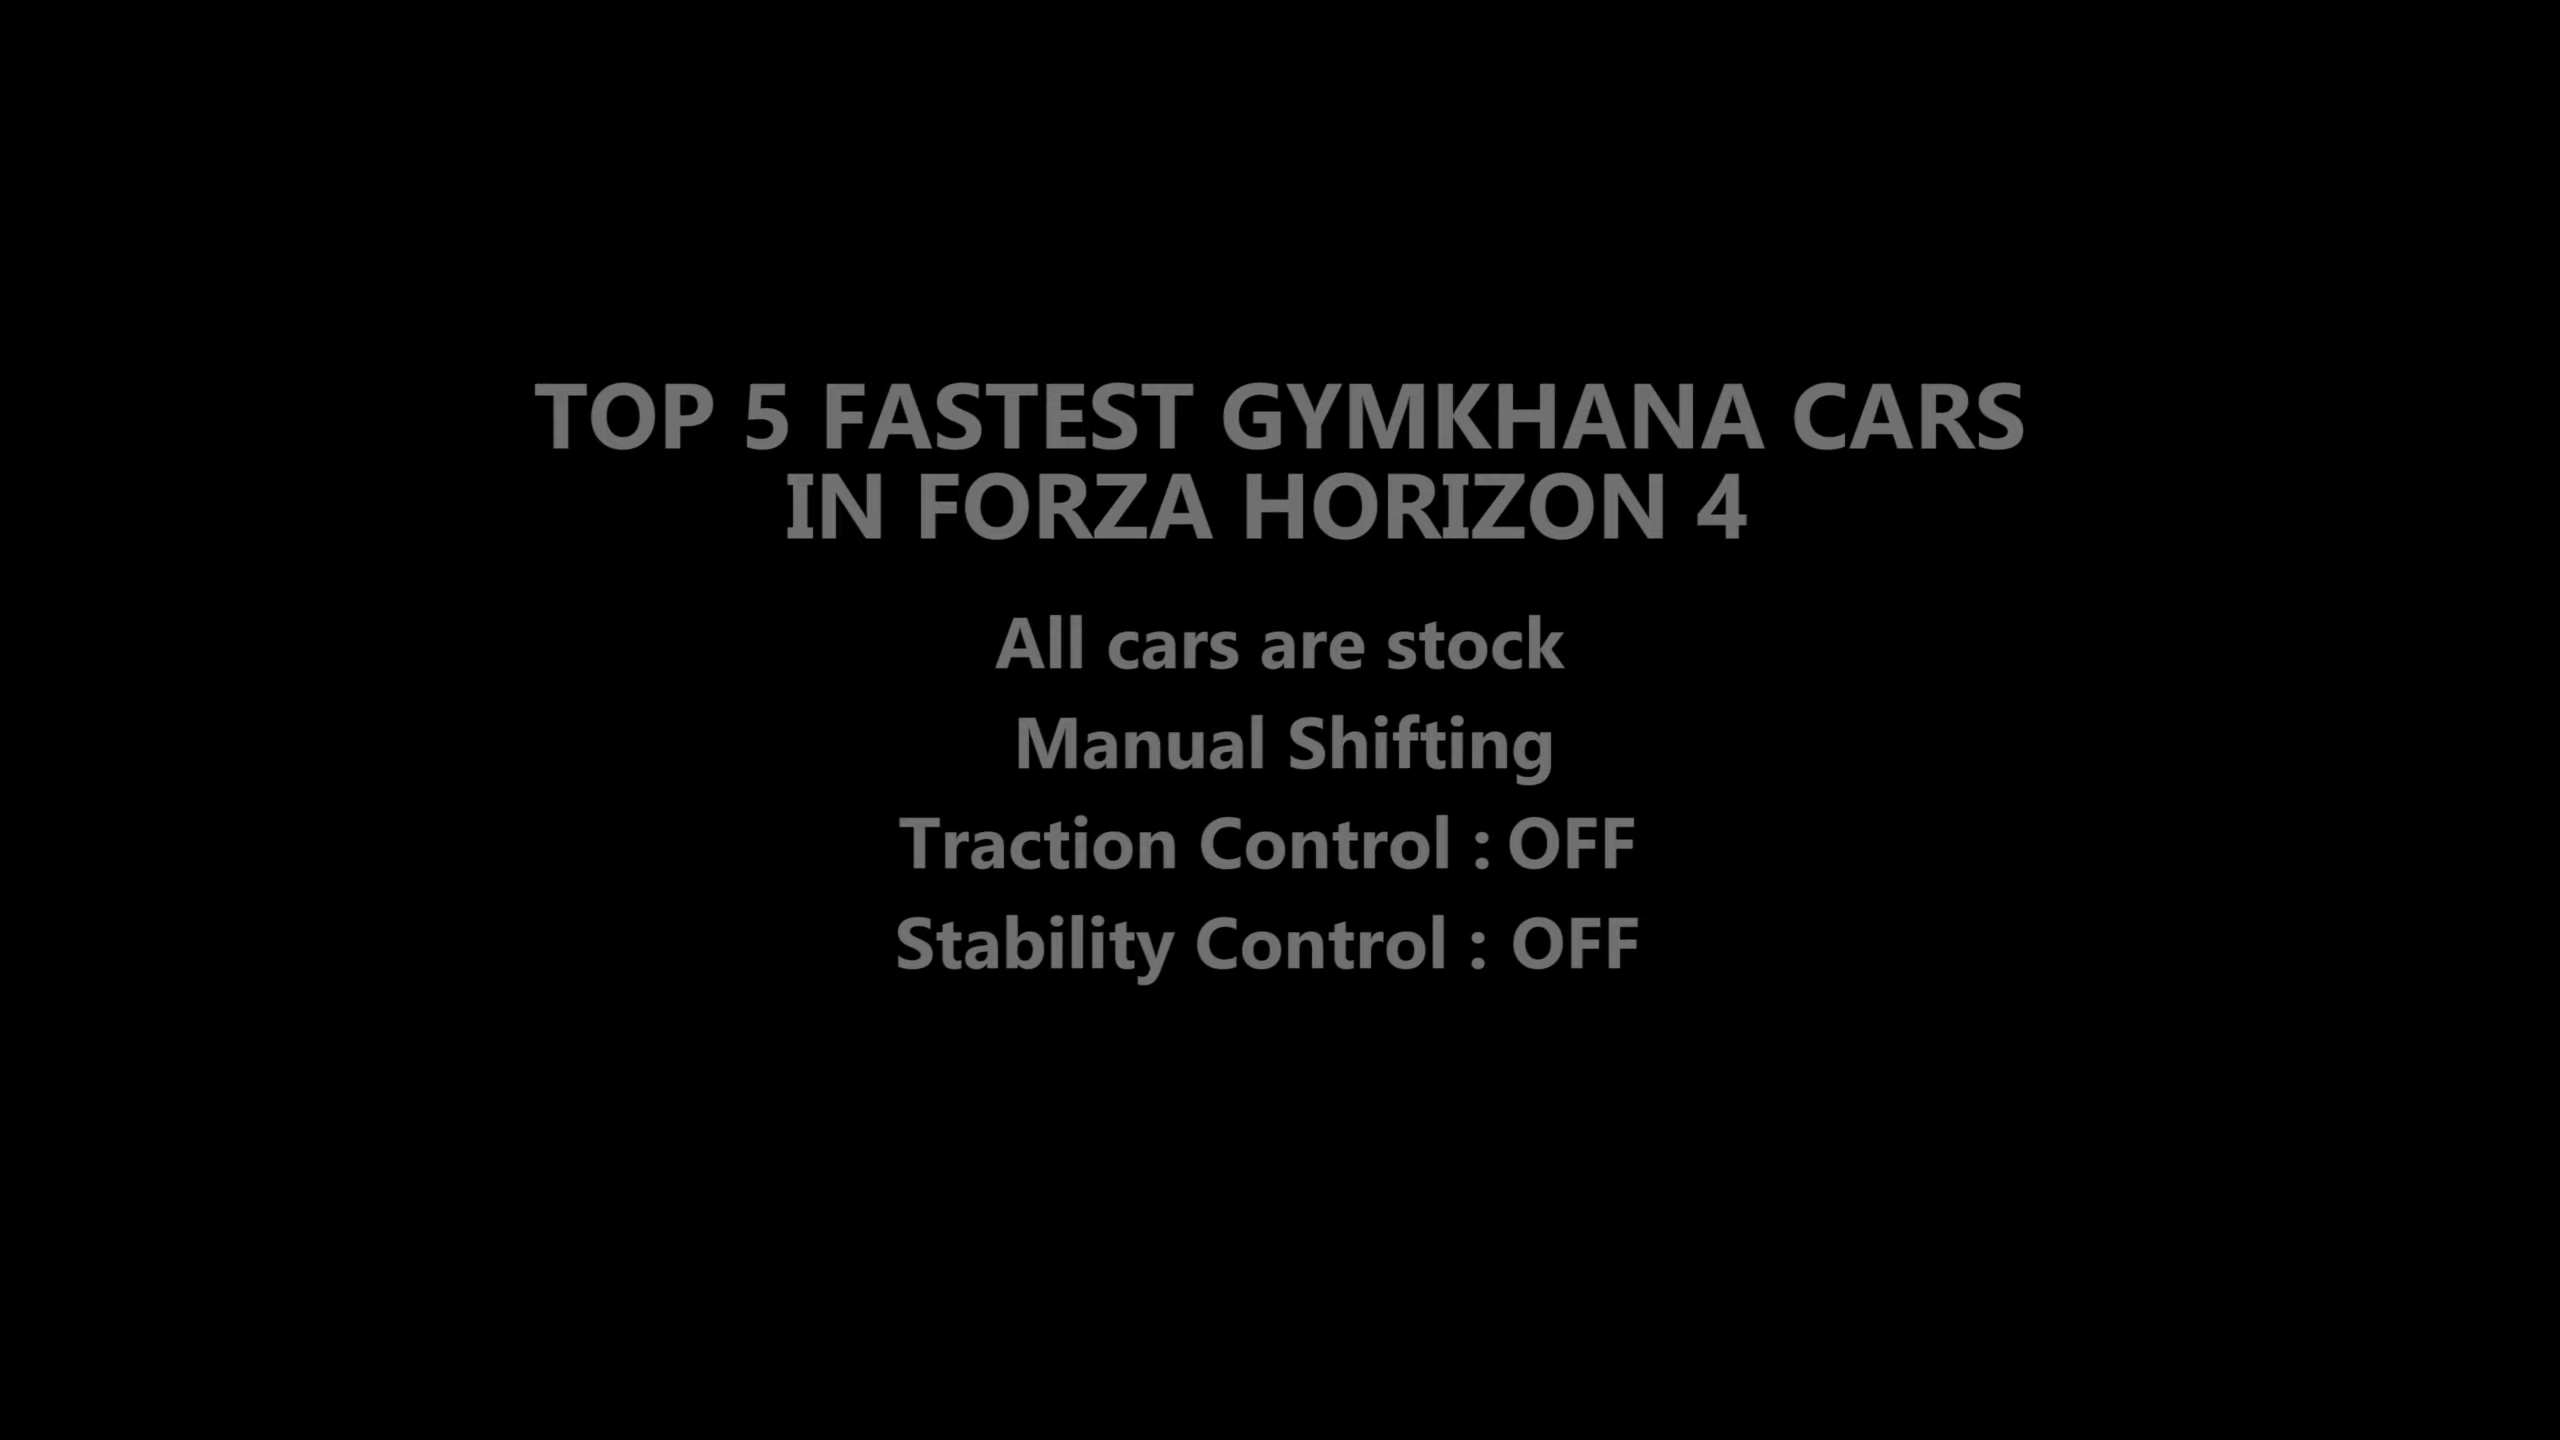 TOP 5 FASTEST GYMKHANA CARS
IN FORZA HORIZON 4
All cars are stock
Manual Shifting
Traction Control : OFF
Stability Control : OFF